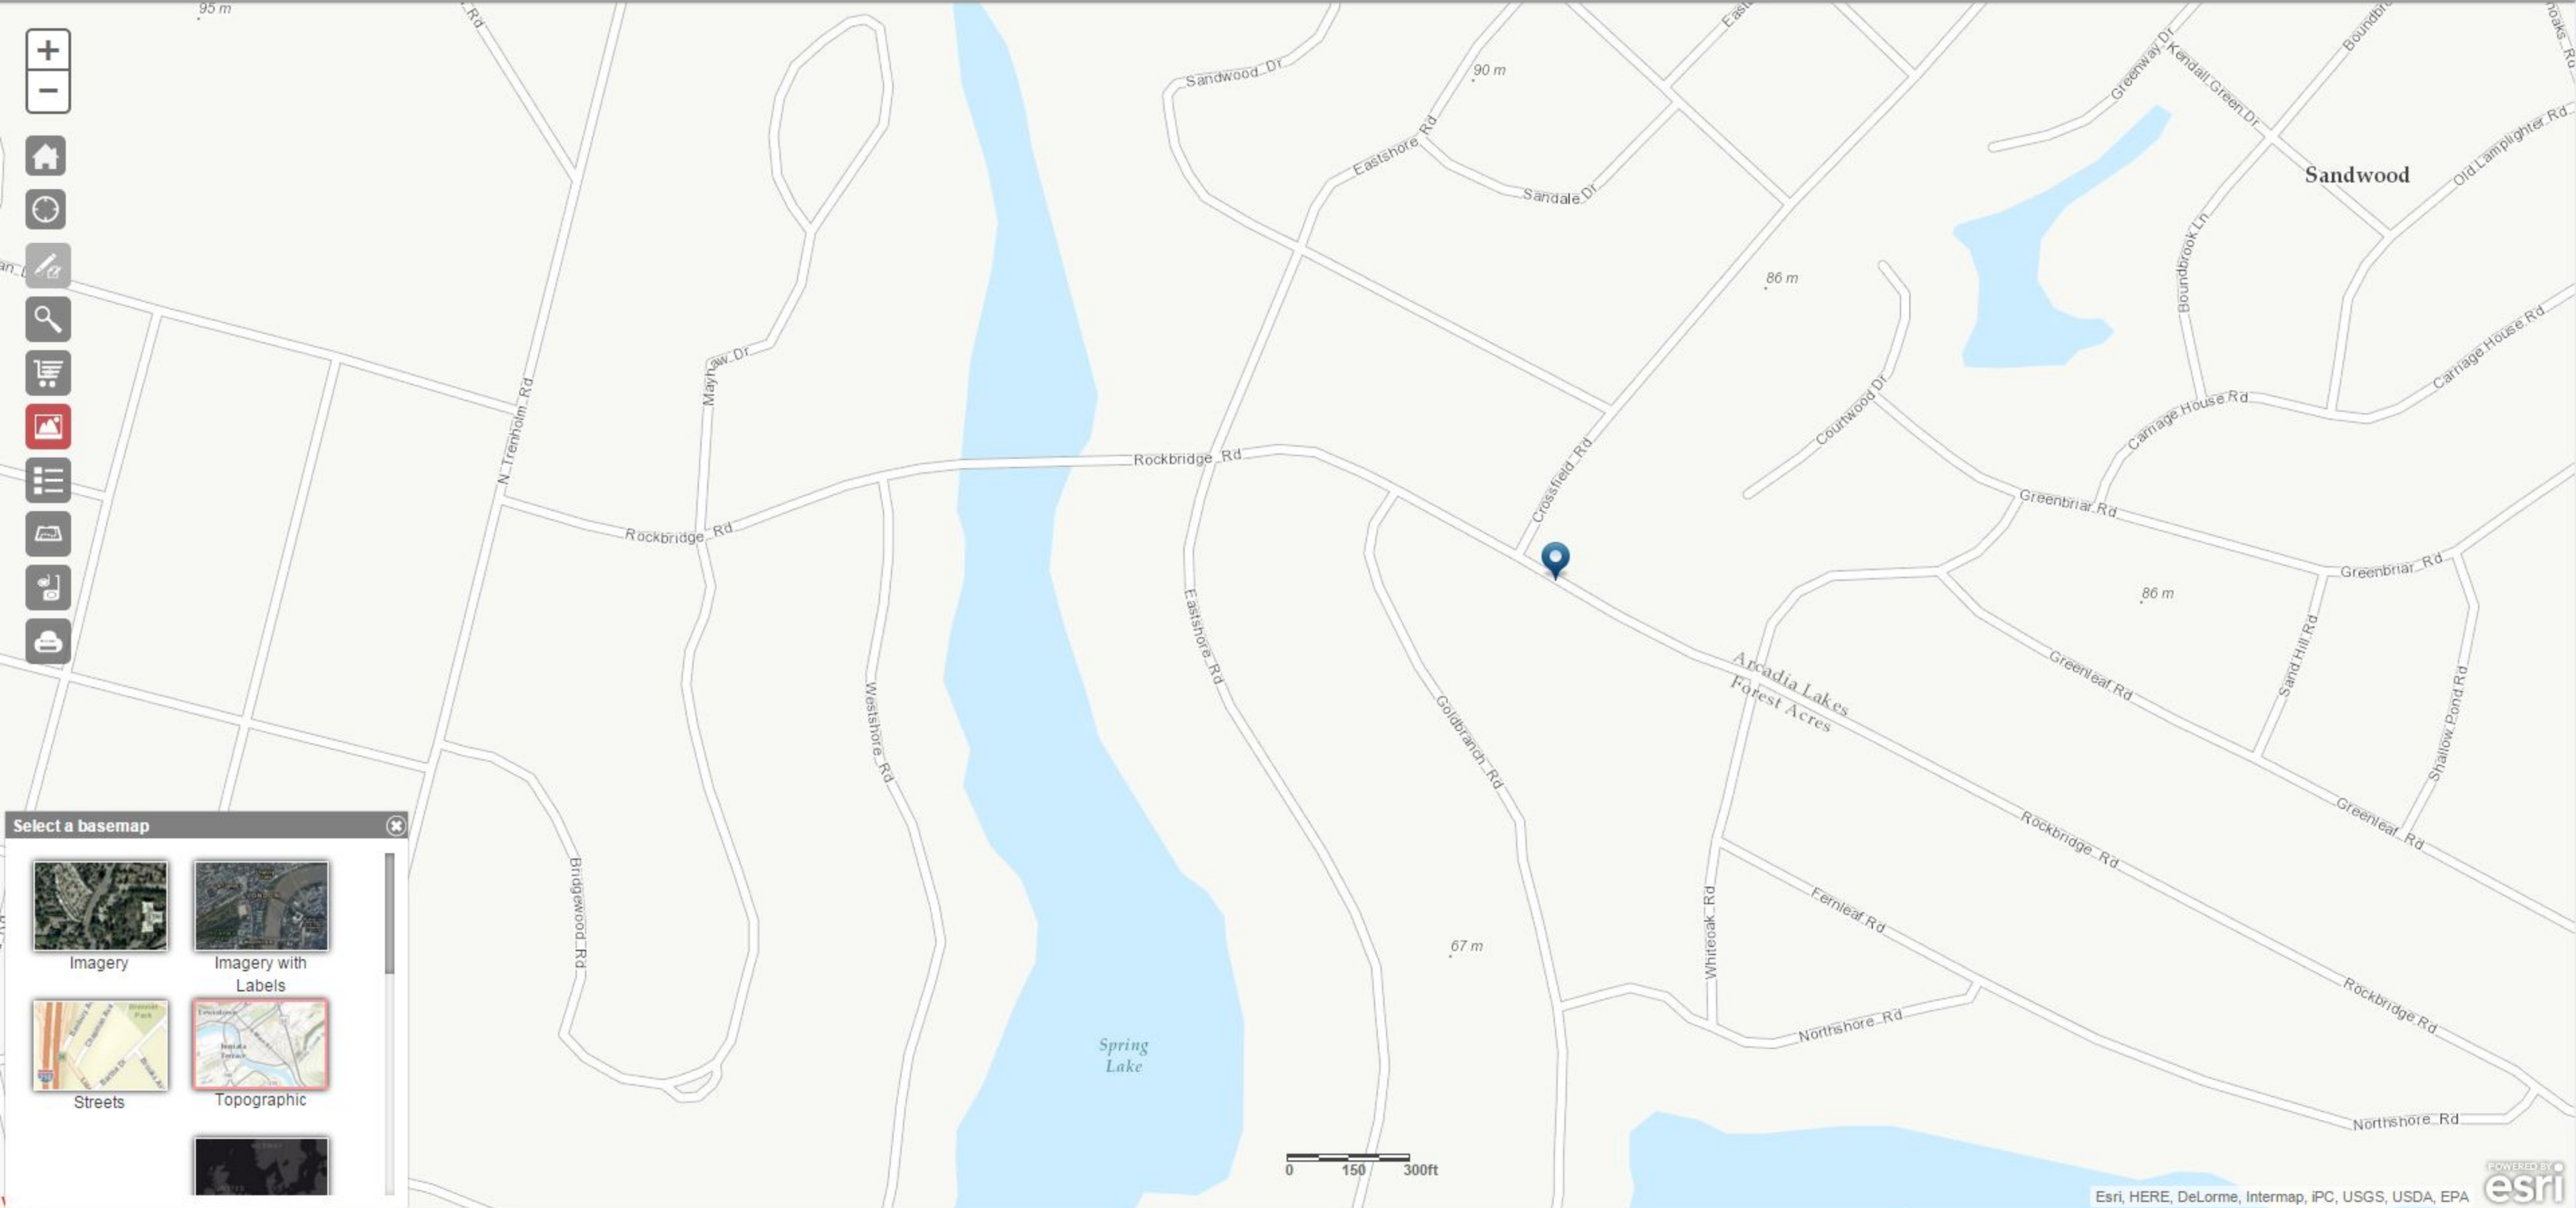 95 m
Rd
Sandwood Dr
90 m
Greenway Dr
Kendall Green Dr
Eastshore Rd
Sandale Dr
Old Lamplighter Rd
Sandwood
Boundbrook Ln
86 m
Mayhaw Dr
N Trenholm Rd
Courtwood Dr
Carriage House Rd
Carriage House Rd
Rockbridge Rd
Crossfield Rd
Greenbriar Rd
Rockbridge Rd
Greenbriar Rd
86 m
Eastshore Rd
Westshore Rd
Goldbranch Rd
Arcadia Lakes
Forest Acres
Greenleaf Rd
Sand Hill Rd
Shallow Pond Rd
Rockbridge Rd
Greenleaf Rd
Select a basemap
Imagery
Imagery with
Labels
Streets
Topographic
Bridgewood Rd
67 m
Whiteoak Rd
Fernleaf Rd
Northshore Rd
Rockbridge Rd
Northshore Rd
Spring
Lake
0 150 300ft
Esri, HERE, DeLorme, Intermap, iPC, USGS, USDA, EPA
POWERED BY
esri